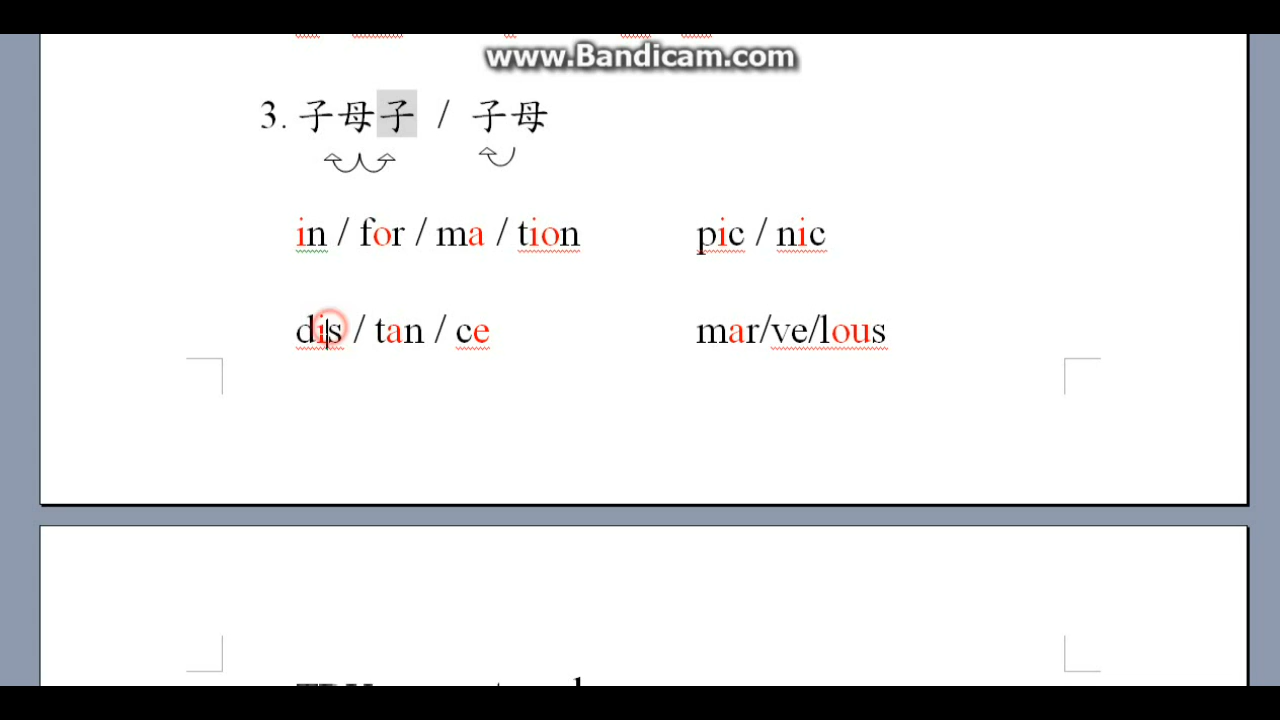 www.Bandicam.com
3. 子母子 / 子母
in / for / ma / tion pic / nic
dis / tan / ce mar/ve/lous